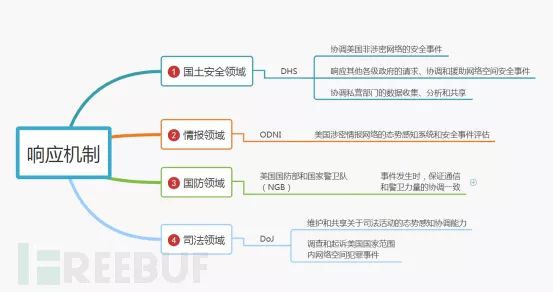 响应机制
1 国土安全领域
DHS
协调美国非涉密网络的安全事件
响应其他各级政府的请求、协调和援助网络空间安全事件
协调私营部门的数据收集、分析和共享
2 情报领域
ODNI
美国涉密情报网络的态势感知系统和安全事件评估
3 国防领域
美国国防部和国家警卫队
（NGB）
事件发生时，保证通信
和警卫力量的协调一致
4 司法领域
DoJ
维护和共享关于司法活动的态势感知协调能力
调查和起诉美国国家范围
内网络空间犯罪事件
FREEBUF